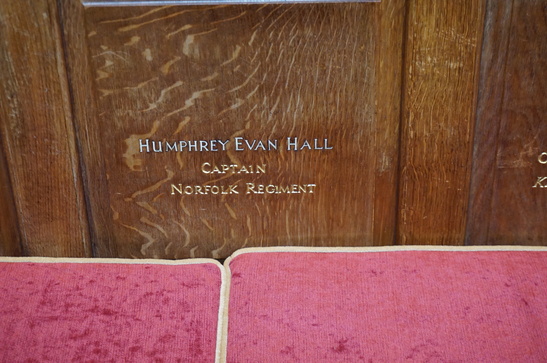 Humphrey Evan Hall
Captain
Norfolk Regiment